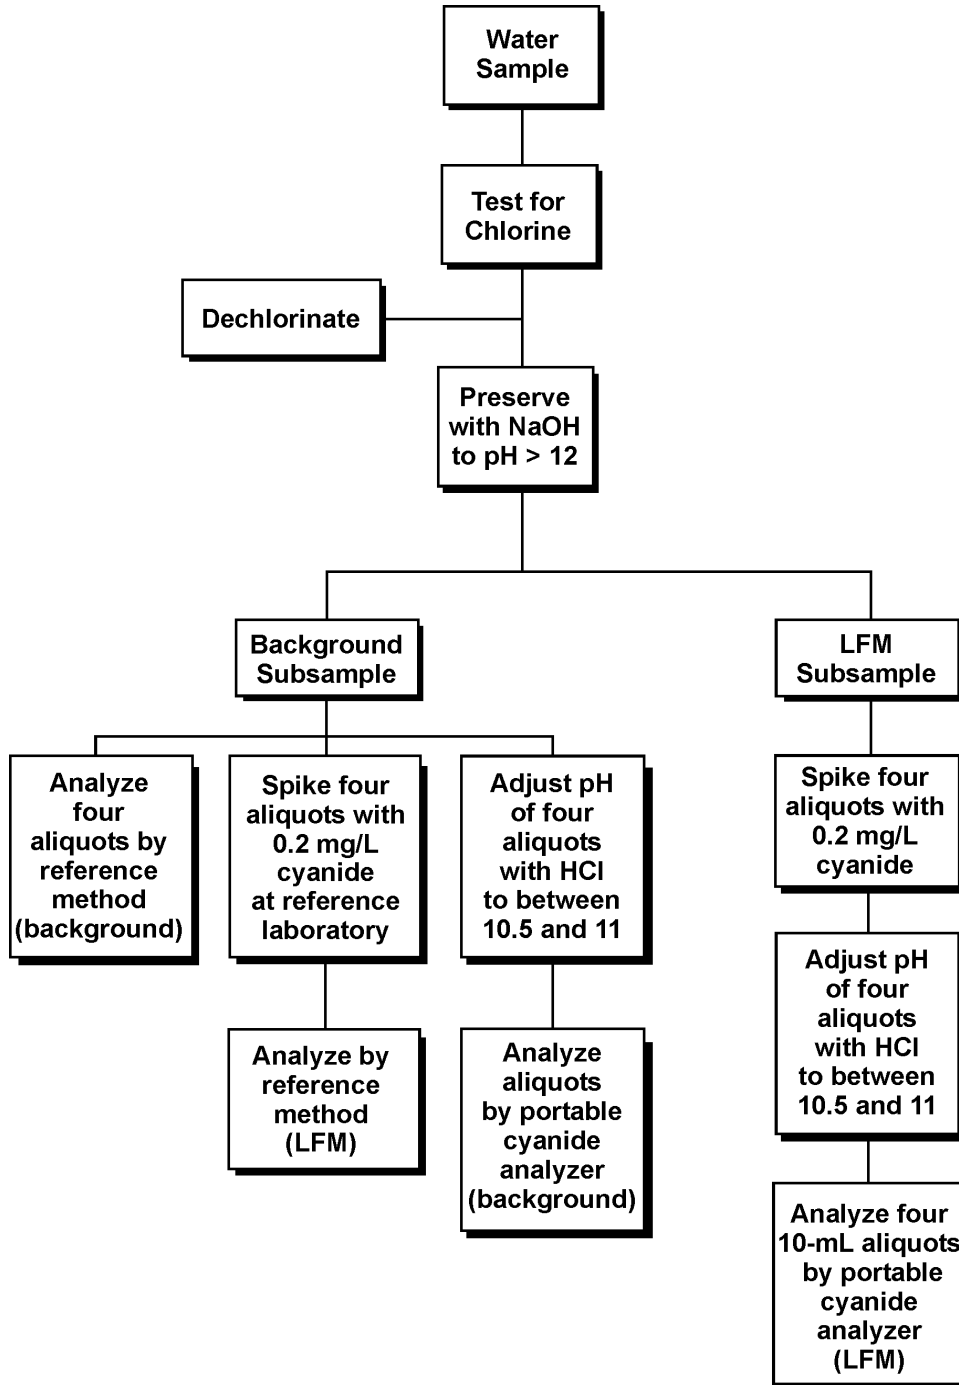 Water
Sample
Test for
Chlorine
Dechlorinate
Preserve
with NaOH
to pH > 12
Background
Subsample
LFM
Subsample
Analyze
four
aliquots by
reference
method
(background)
Spike four
aliquots with
0.2 mg/L
cyanide
at reference
laboratory
Adjust pH
of four
aliquots
with HCl
to between
10.5 and 11
Spike four
aliquots with
0.2 mg/L
cyanide
Analyze by
reference
method
(LFM)
Analyze
aliquots
by portable
cyanide
analyzer
(background)
Adjust pH
of four
aliquots
with HCl
to between
10.5 and 11
Analyze four
10-mL aliquots
by portable
cyanide
analyzer
(LFM)